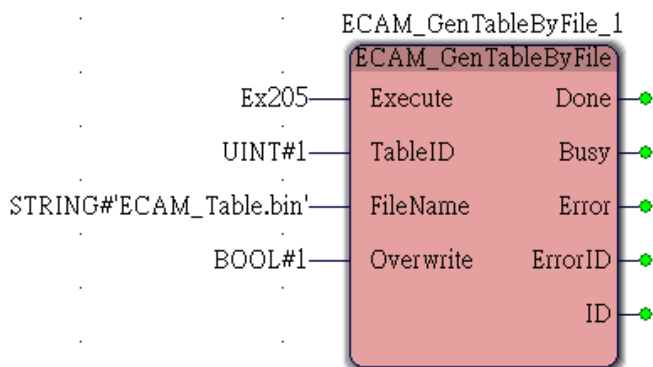 ECAM_GenTableByFile_1
ECAM_GenTableByFile
Ex205 Execute Done
UINT#1 TableID Busy
STRING#'ECAM_Table.bin' FileName Error
BOOL#1 Overwrite ErrorID
ID